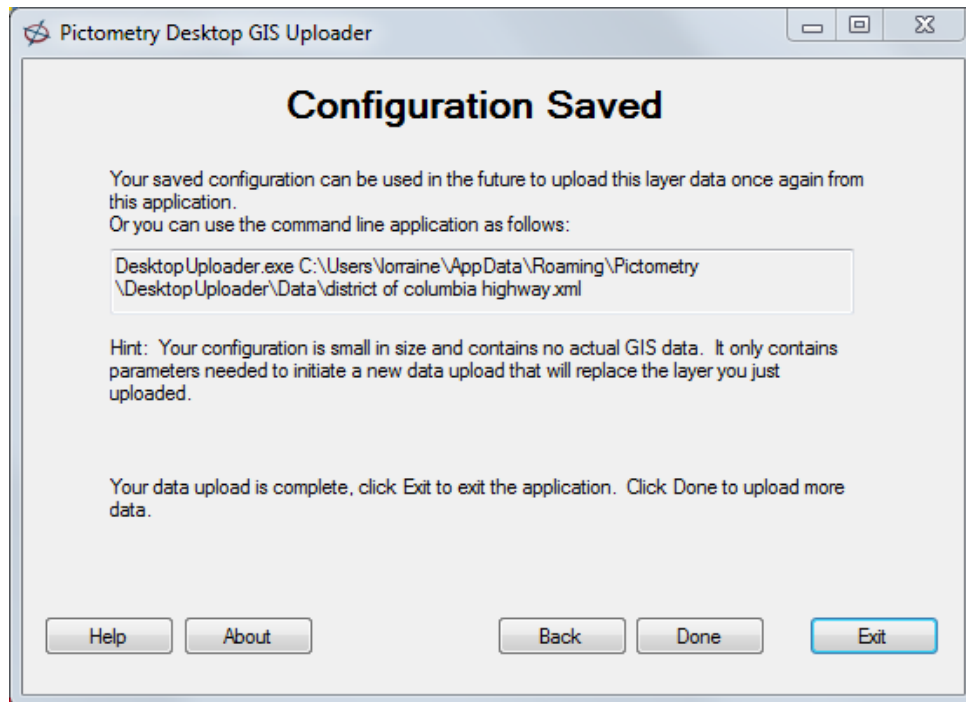 Pictometry Desktop GIS Uploader
Configuration Saved
Your saved configuration can be used in the future to upload this layer data once again from
this application.
Or you can use the command line application as follows:
DesktopUploader.exe C:\Users\lorraine\AppData\Roaming\Pictometry
\DesktopUploader\Data\district of columbia highway.xml
Hint:  Your configuration is small in size and contains no actual GIS data.  It only contains
parameters needed to initiate a new data upload that will replace the layer you just
uploaded.
Your data upload is complete, click Exit to exit the application.  Click Done to upload more
data.
Help About Back Done Exit